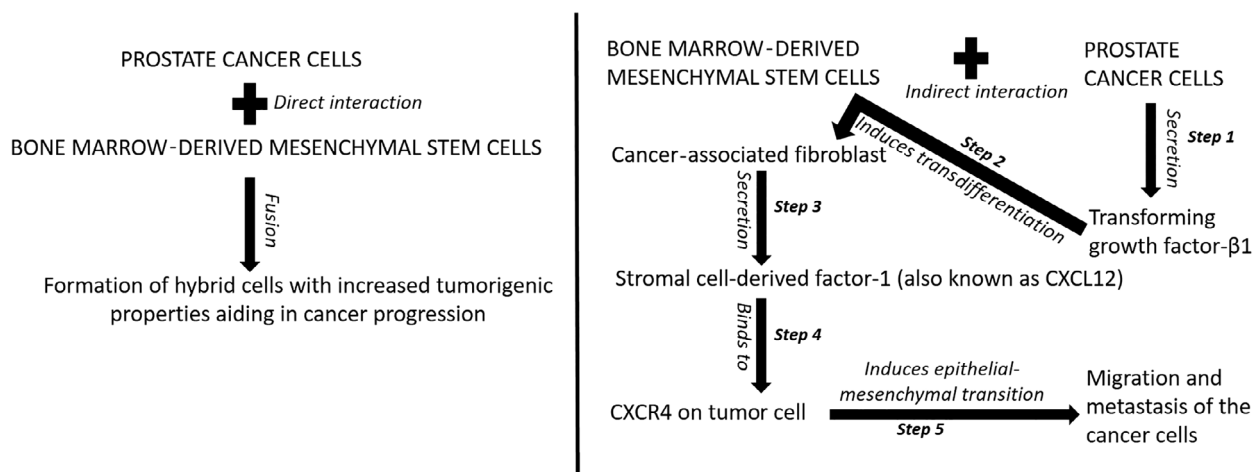 PROSTATE CANCER CELLS
Direct interaction
BONE MARROW-DERIVED MESENCHYMAL STEM CELLS
Fusion
Formation of hybrid cells with increased tumorigenic
properties aiding in cancer progression
BONE MARROW-DERIVED
MESENCHYMAL STEM CELLS
Indirect interaction
PROSTATE
CANCER CELLS
Secretion
Step 1
Transforming
growth factor-β1
Step 2
Induces transdifferentiation
Cancer-associated fibroblast
Secretion
Step 3
Stromal cell-derived factor-1 (also known as CXCL12)
Binds to
Step 4
CXCR4 on tumor cell
Induces epithelial-
mesenchymal transition
Step 5
Migration and
metastasis of the
cancer cells